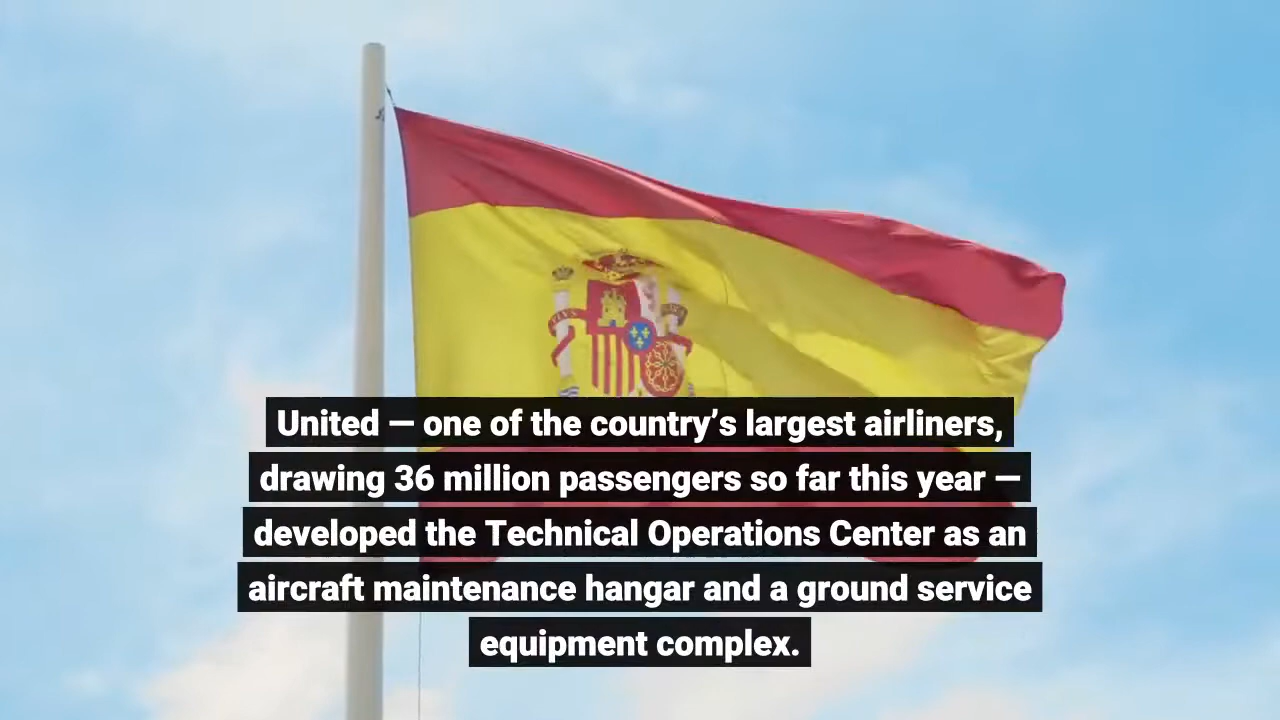 United — one of the country’s largest airliners,
drawing 36 million passengers so far this year —
developed the Technical Operations Center as an
aircraft maintenance hangar and a ground service
equipment complex.